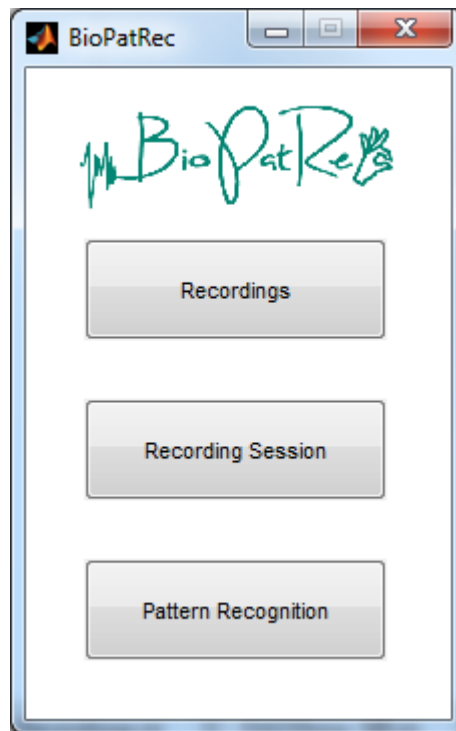 BioPatRec
BioPatRec
Recordings
Recording Session
Pattern Recognition